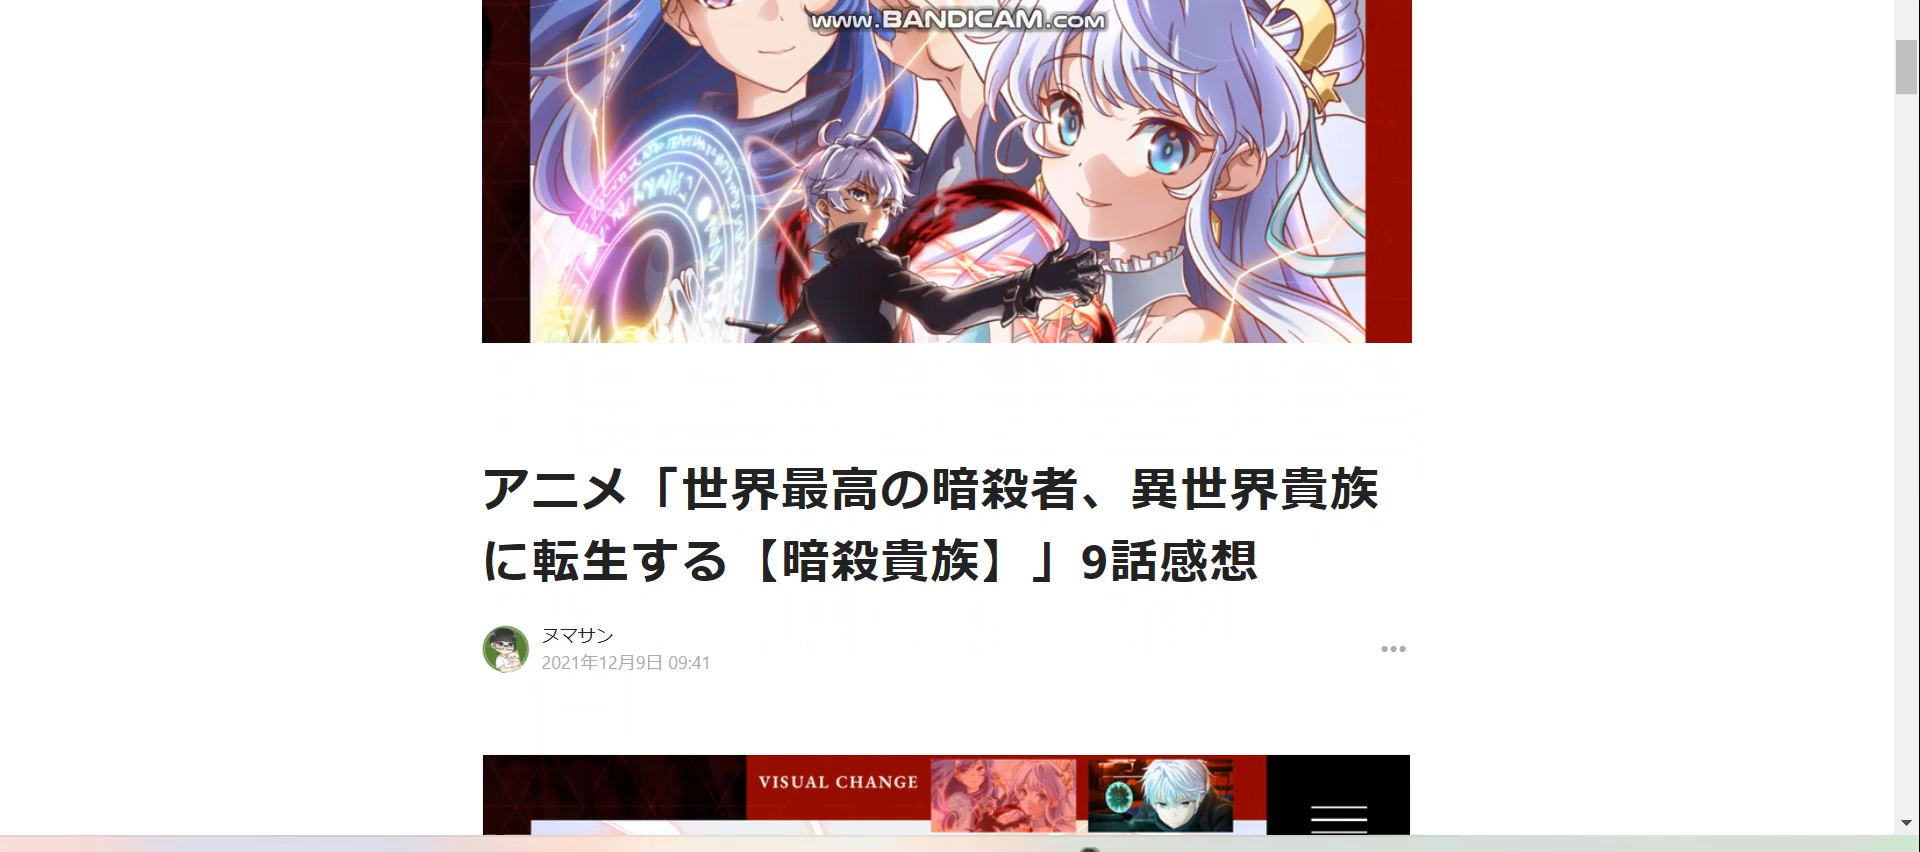 www.BANDICAM.com
アニメ「世界最高の暗殺者、異世界貴族
に転生する【暗殺貴族】」9話感想
ヌマサン
2021年12月9日 09:41
VISUAL CHANGE